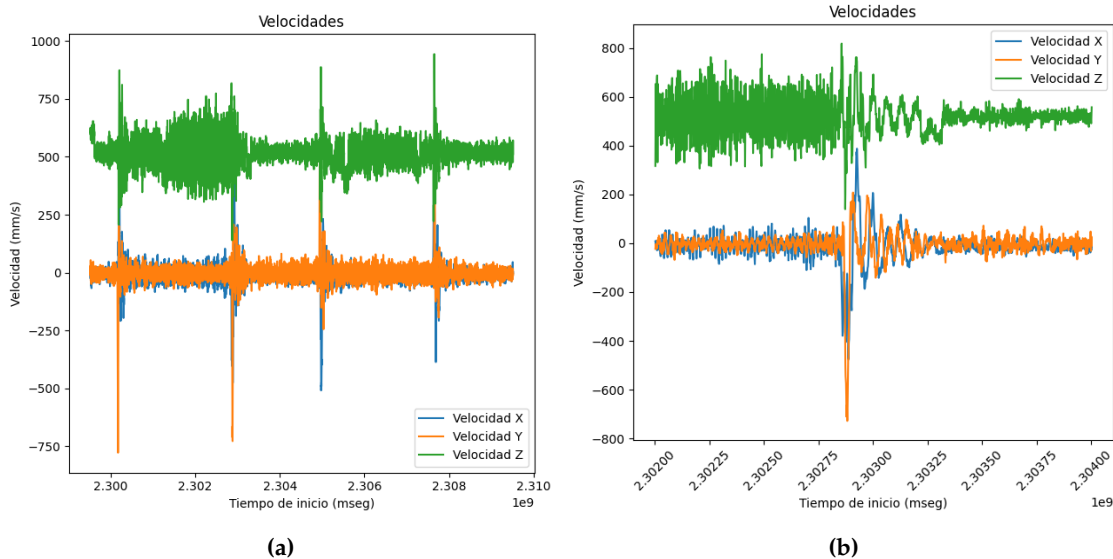 Velocidades
1000
750
500
250
0
−250
−500
−750
Velocidad (mm/s)
Velocidad X
Velocidad Y
Velocidad Z
2.300
2.302
2.304
2.306
2.308
2.310
1e9
Tiempo de inicio (mseg)
(a)
Velocidades
800
600
400
200
0
−200
−400
−600
−800
Velocidad (mm/s)
Velocidad X
Velocidad Y
Velocidad Z
2.30200
2.30225
2.30250
2.30275
2.30300
2.30325
2.30350
2.30375
2.30400
1e9
Tiempo de inicio (mseg)
(b)